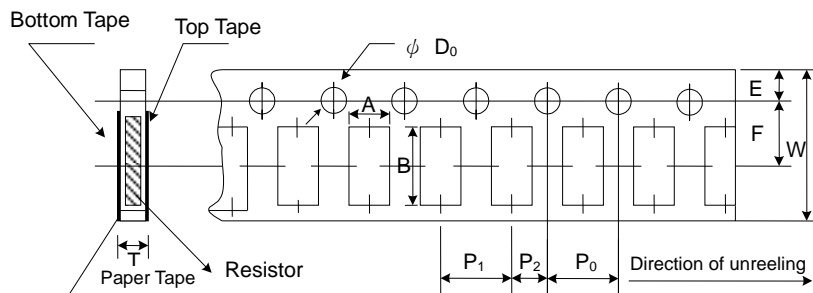 Bottom Tape
Top Tape
ϕ D0
E
A
F
W
B
T
P1 P2 P0
Direction of unreeling
Paper Tape
Resistor